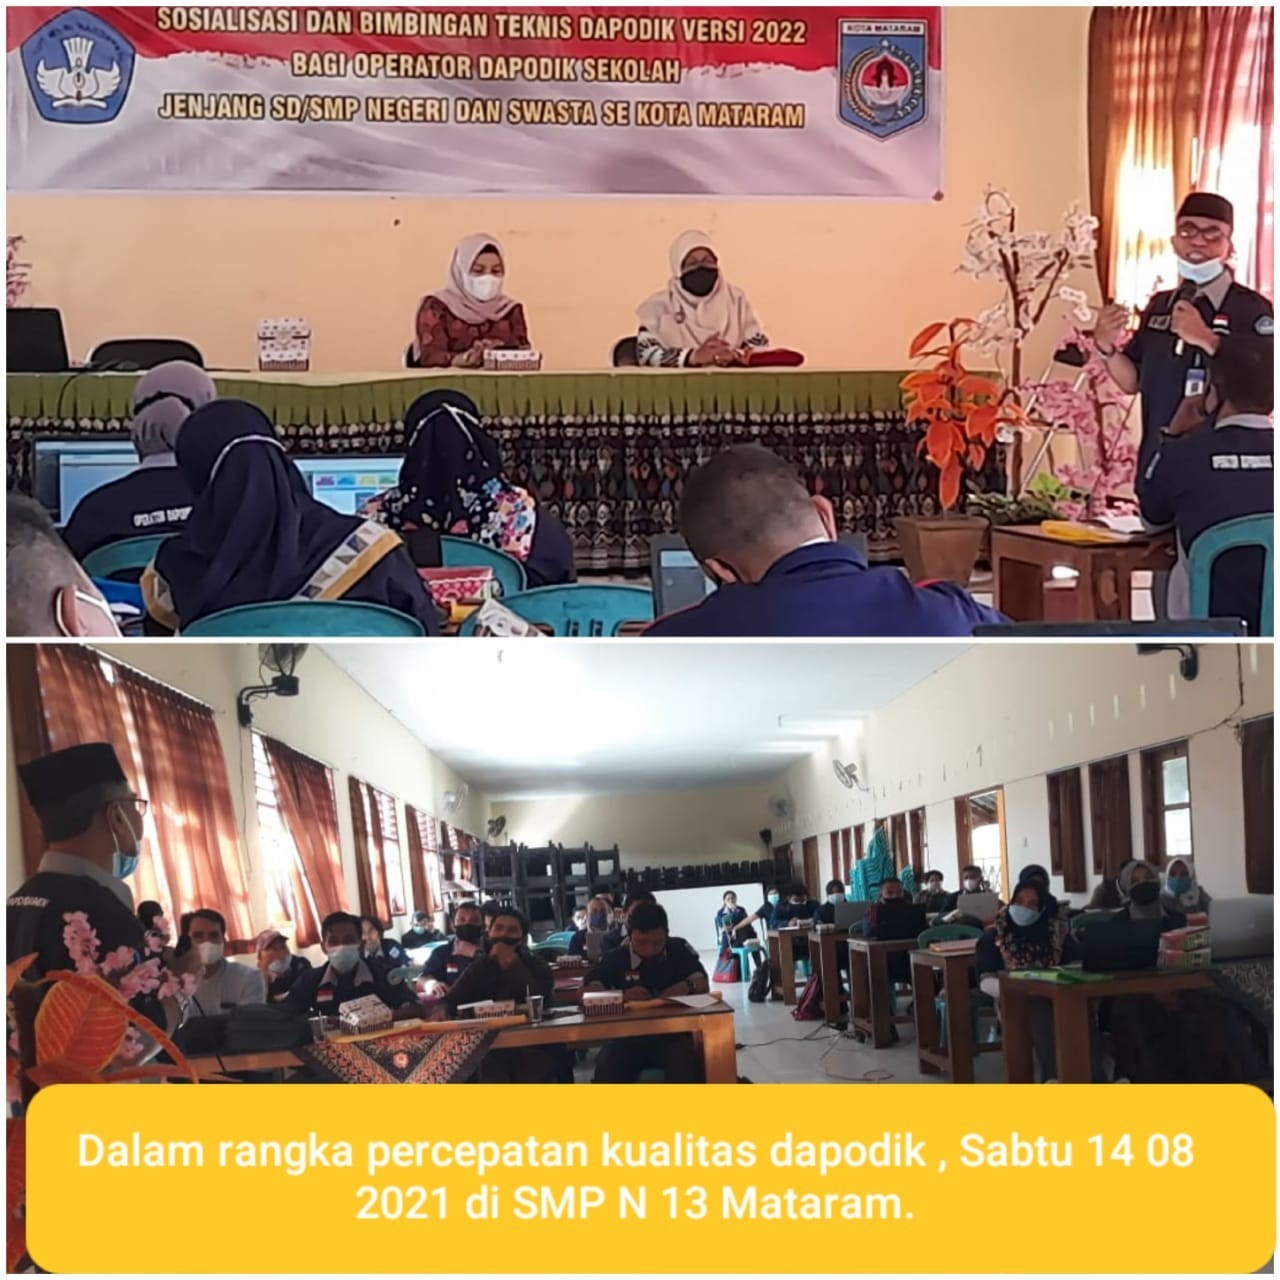 SOSIALISASI DAN BIMBINGAN TEKNIS DAPODIK VERSI 2022
BAGI OPERATOR DAPODIK SEKOLAH
JENJANG SD/SMP NEGERI DAN SWASTA SE KOTA MATARAM
KOTA MATARAM
OPERATOR
Dalam rangka percepatan kualitas dapodik , Sabtu 14 08
2021 di SMP N 13 Mataram.